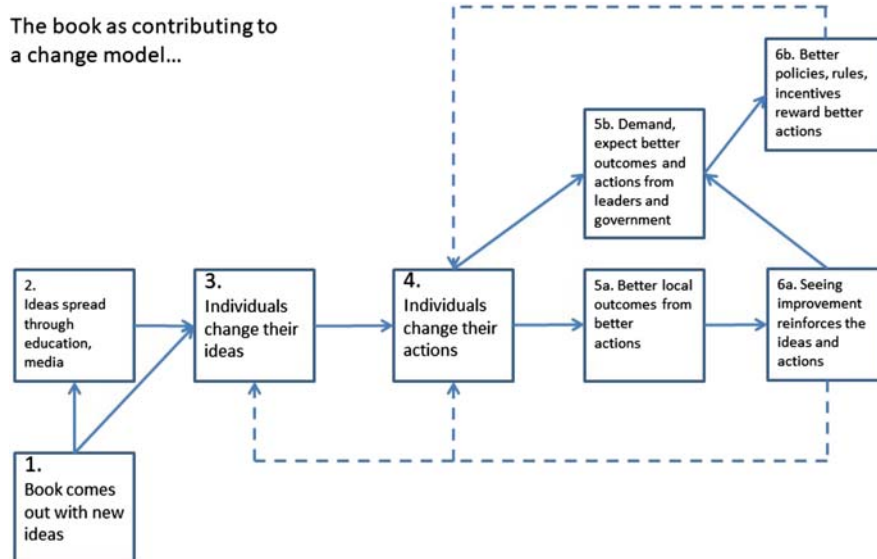 The book as contributing to
a change model...
6b. Better
policies, rules,
incentives
reward better
actions
5b. Demand,
expect better
outcomes and
actions from
leaders and
government
2.
Ideas spread
through
education,
media
3.
Individuals
change their
ideas
4.
Individuals
change their
actions
5a. Better local
outcomes from
better
actions
6a. Seeing
improvement
reinforces the
ideas and
actions
1.
Book comes
out with new
ideas